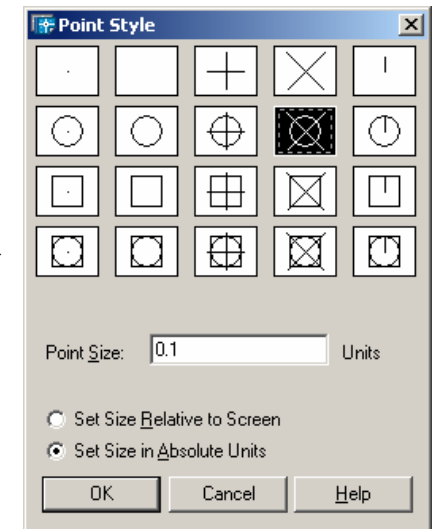 Point Style
Point Size: 0.1 Units
Set Size Relative to Screen
Set Size in Absolute Units
OK Cancel Help